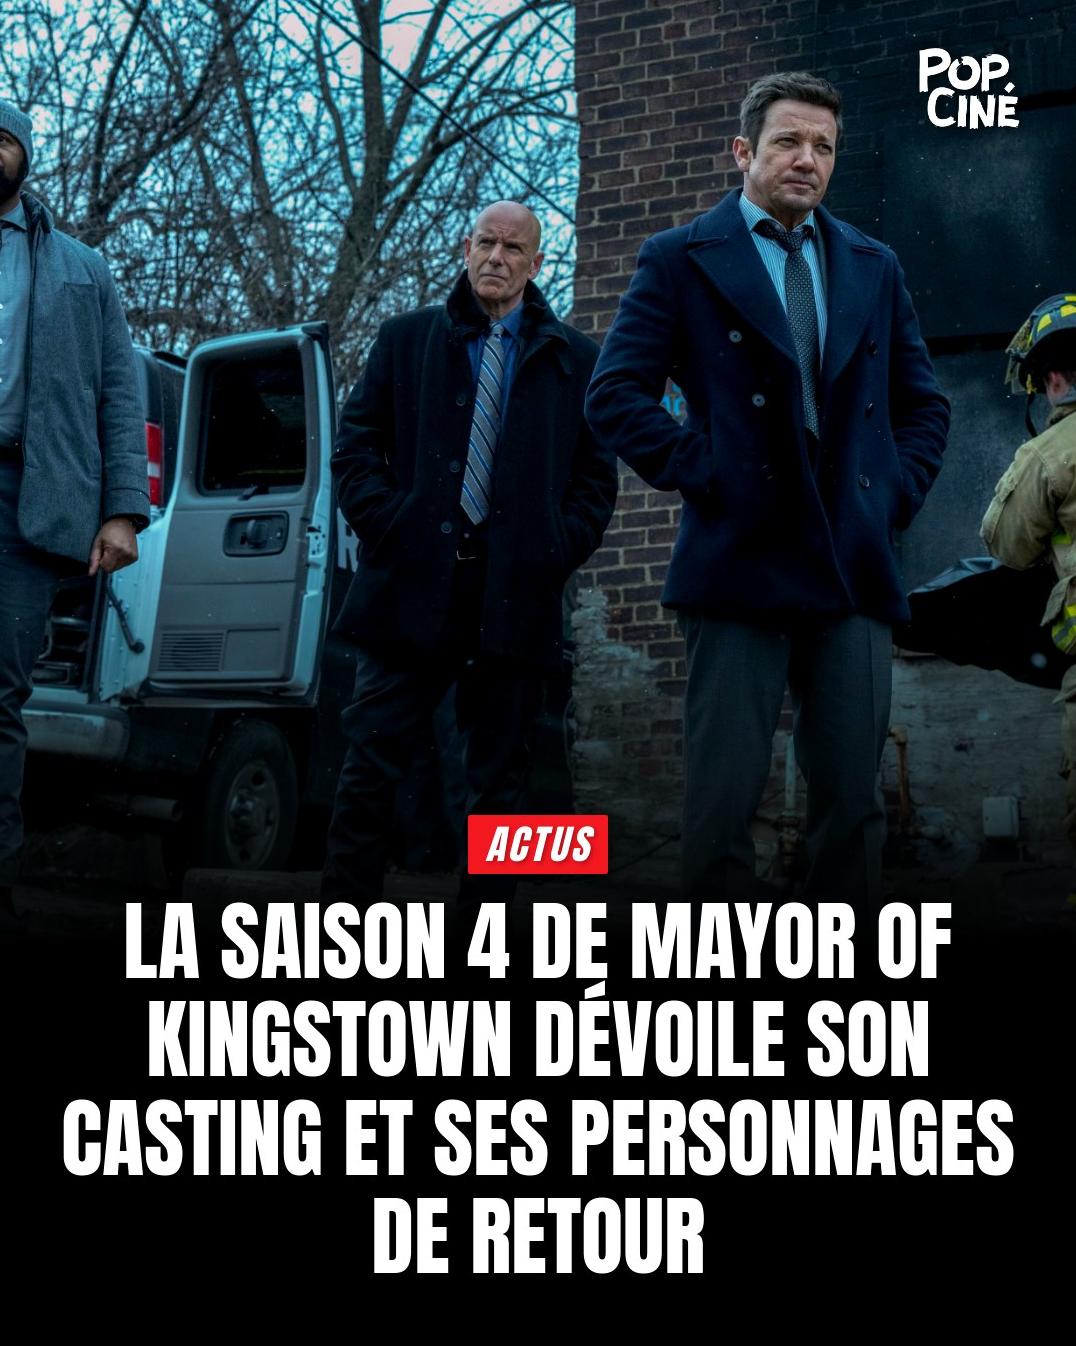 POP.
CINÉ
ACTUS
LA SAISON 4 DE MAYOR OF
KINGSTOWN DÉVOILE SON
CASTING ET SES PERSONNAGES
DE RETOUR